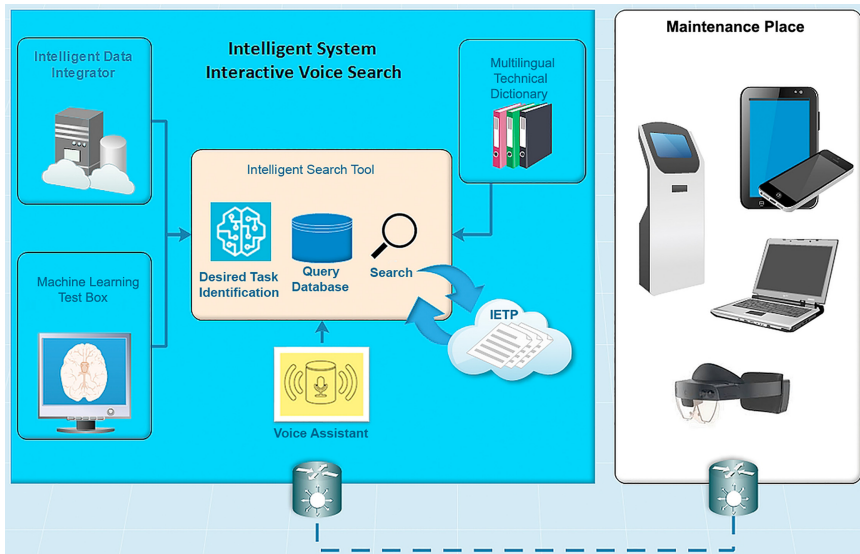 Intelligent System
Interactive Voice Search
Maintenance Place
Intelligent Data
Integrator
Multilingual
Technical
Dictionary
Intelligent Search Tool
Desired Task
Identification
Query
Database
Search
Machine Learning
Test Box
IETP
Voice Assistant